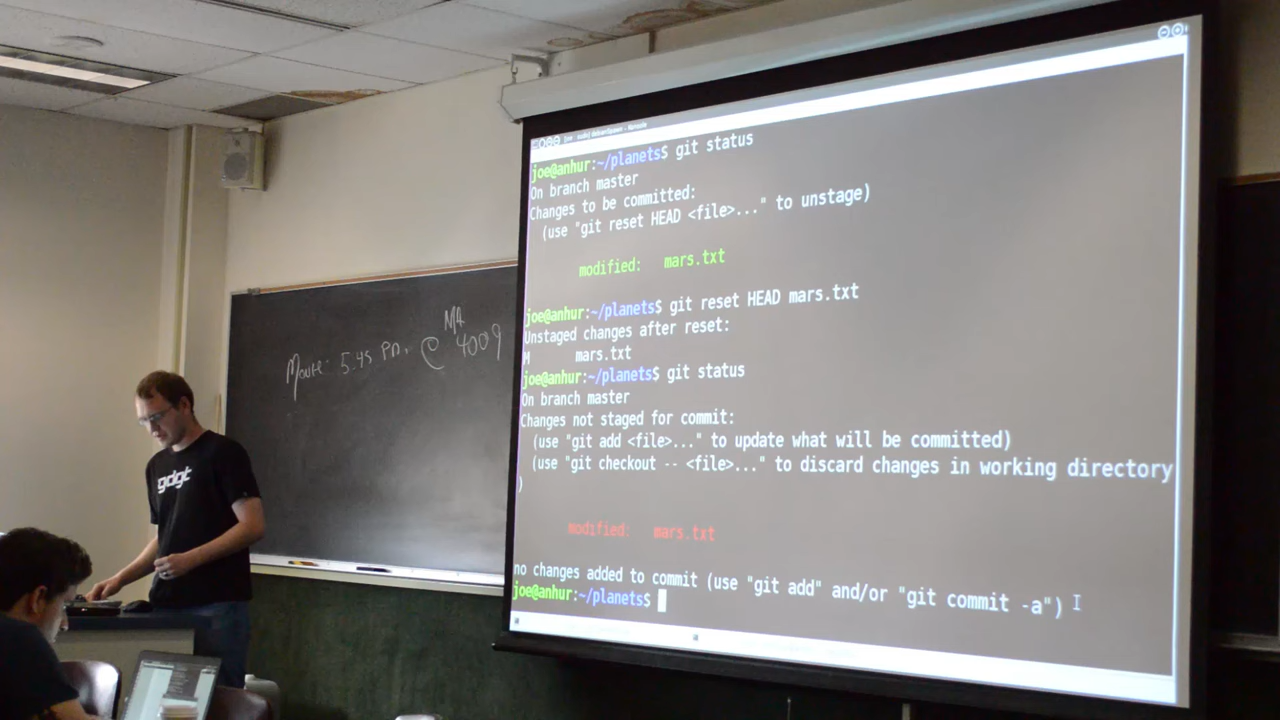 joe@anhur:~/planets$ git status
On branch master
Changes to be committed:
(use "git reset HEAD <file>..." to unstage)
modified: mars.txt
joe@anhur:~/planets$ git reset HEAD mars.txt
Unstaged changes after reset:
M mars.txt
joe@anhur:~/planets$ git status
On branch master
Changes not staged for commit:
(use "git add <file>..." to update what will be committed)
(use "git checkout -- <file>..." to discard changes in working directory
)
modified: mars.txt
no changes added to commit (use "git add" and/or "git commit -a")
joe@anhur:~/planets$
5:45 PM, @ 4009
gdgt